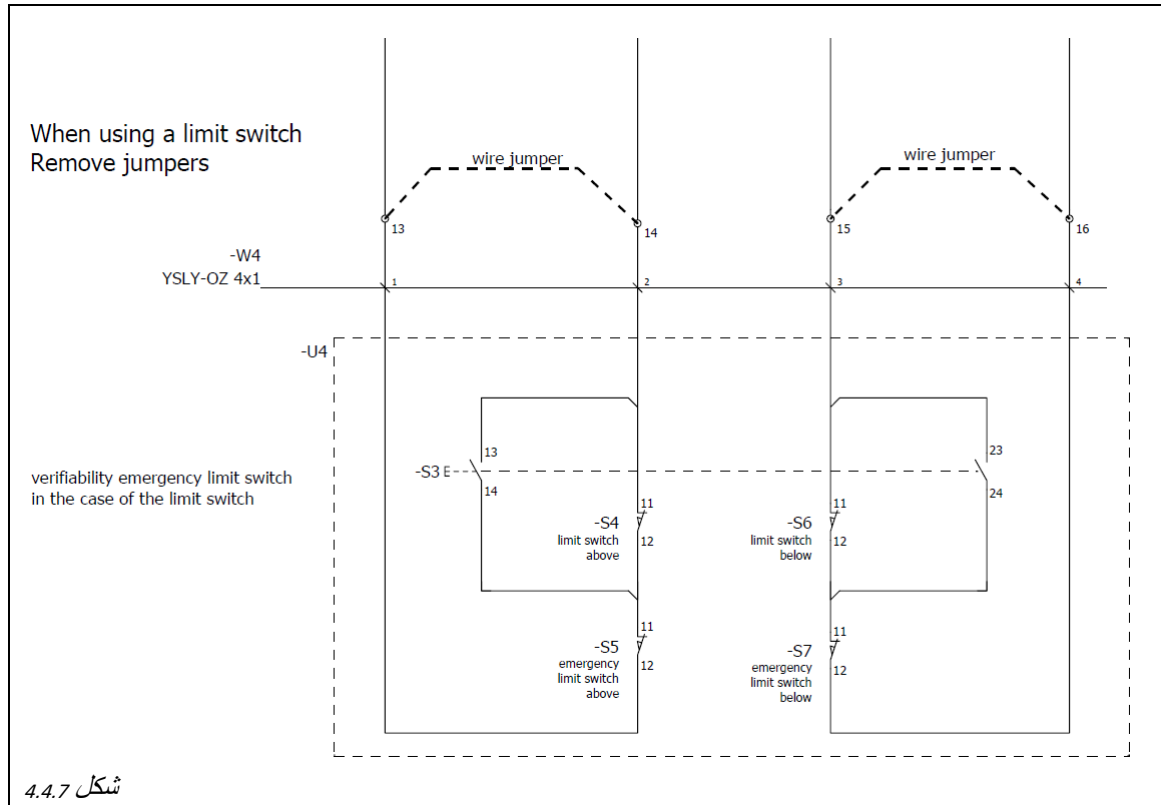 When using a limit switch
Remove jumpers
wire jumper
wire jumper
13
14
15
16
-W4
YSLY-OZ 4x1
1
2
3
4
-U4
verifiability emergency limit switch
in the case of the limit switch
-S3 E
13
14
23
24
-S4
limit switch
above
11
12
-S6
limit switch
below
11
12
-S5
emergency
limit switch
above
11
12
-S7
emergency
limit switch
below
11
12
شكل 4.4.7